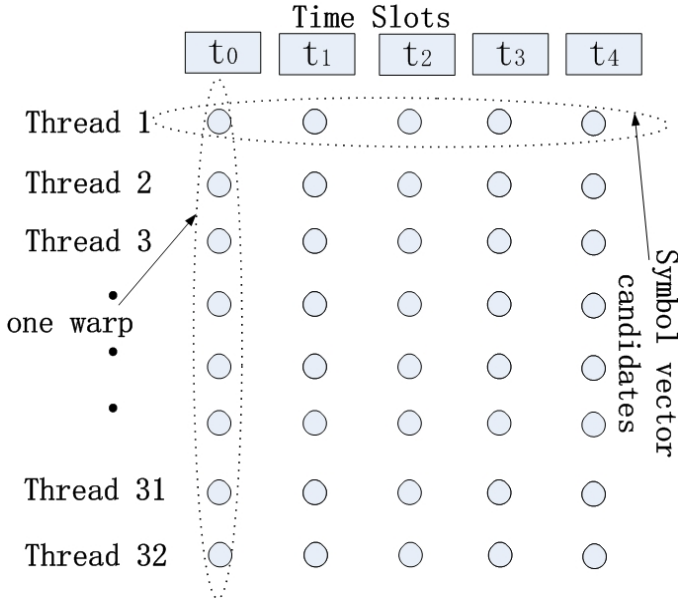 Time Slots
t0 t1 t2 t3 t4
Thread 1
Thread 2
Thread 3
one warp
Thread 31
Thread 32
Symbol vector
candidates